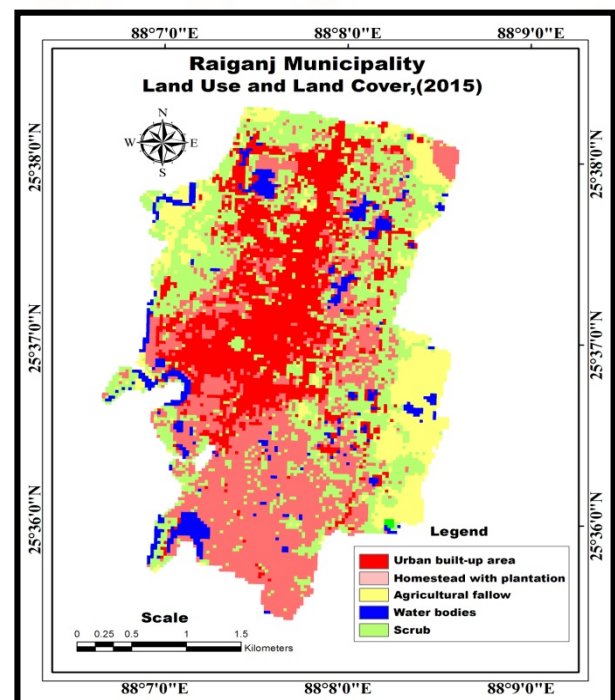 88°7'0"E 88°8'0"E 88°9'0"E
Raiganj Municipality
Land Use and Land Cover,(2015)
N
W E
S
25°38'0"N 25°38'0"N
25°37'0"N 25°37'0"N
25°36'0"N 25°36'0"N
Legend
Urban built-up area
Homestead with plantation
Agricultural fallow
Water bodies
Scrub
Scale
0 0.25 0.5 1 1.5
Kilometers
88°7'0"E 88°8'0"E 88°9'0"E